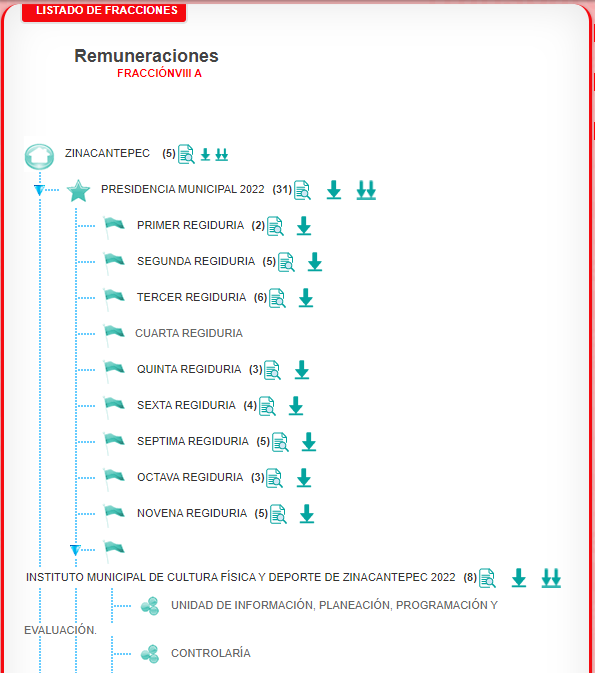 LISTADO DE FRACCIONES
Remuneraciones
FRACCIÓNVIII A
ZINACANTEPEC (5)
PRESIDENCIA MUNICIPAL 2022 (31)
PRIMER REGIDURIA (2)
SEGUNDA REGIDURIA (5)
TERCER REGIDURIA (6)
CUARTA REGIDURIA
QUINTA REGIDURIA (3)
SEXTA REGIDURIA (4)
SEPTIMA REGIDURIA (5)
OCTAVA REGIDURIA (3)
NOVENA REGIDURIA (5)
INSTITUTO MUNICIPAL DE CULTURA FÍSICA Y DEPORTE DE ZINACANTEPEC 2022 (8)
UNIDAD DE INFORMACIÓN, PLANEACIÓN, PROGRAMACIÓN Y
EVALUACIÓN.
CONTROLARÍA